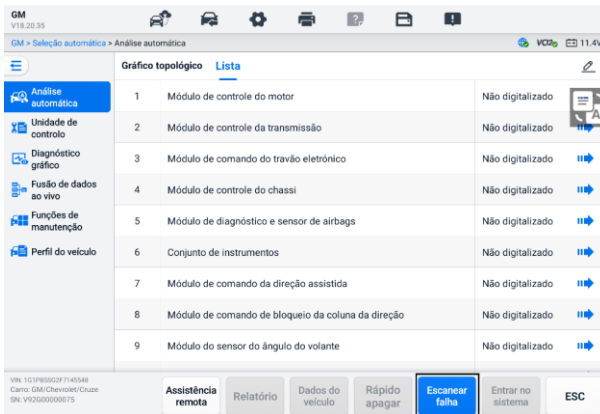 GM
V18.20.35
GM > Seleção automática > Análise automática
VCI
11.4V
Gráfico topológico Lista
Análise
automática
Unidade de
controlo
Diagnóstico
gráfico
Fusão de dados
ao vivo
Funções de
manutenção
Perfil do veículo
1 Módulo de controle do motor Não digitalizado
2 Módulo de controle da transmissão Não digitalizado
3 Módulo de comando do travão eletrónico Não digitalizado
4 Módulo de controle do chassi Não digitalizado
5 Módulo de diagnóstico e sensor de airbags Não digitalizado
6 Conjunto de instrumentos Não digitalizado
7 Módulo de comando da direção assistida Não digitalizado
8 Módulo de comando de bloqueio da coluna da direção Não digitalizado
9 Módulo do sensor do ângulo do volante Não digitalizado
A
Carro: GM/Chevrolet/Cruze
SN: V92G00000075
Assistência
remota
Relatório
Dados do
veículo
Rápido
apagar
Escanear
falha
Entrar no
sistema
ESC